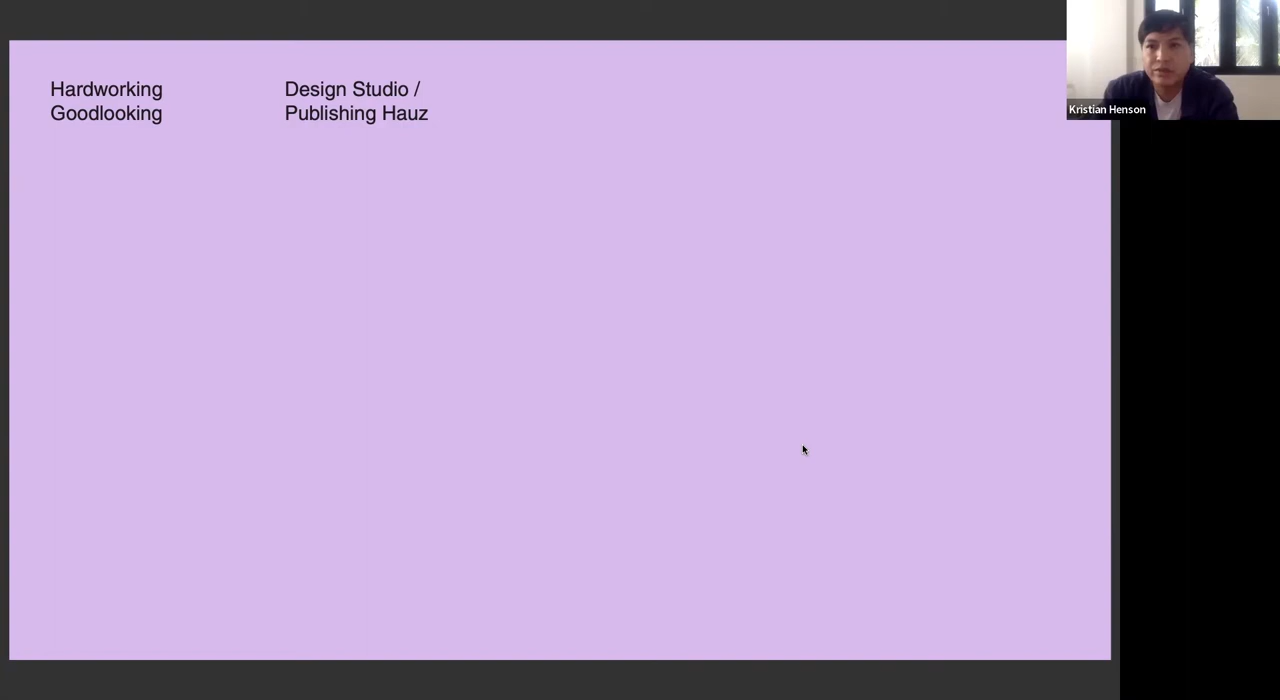 Hardworking
Goodlooking
Design Studio /
Publishing Hauz
Kristian Henson